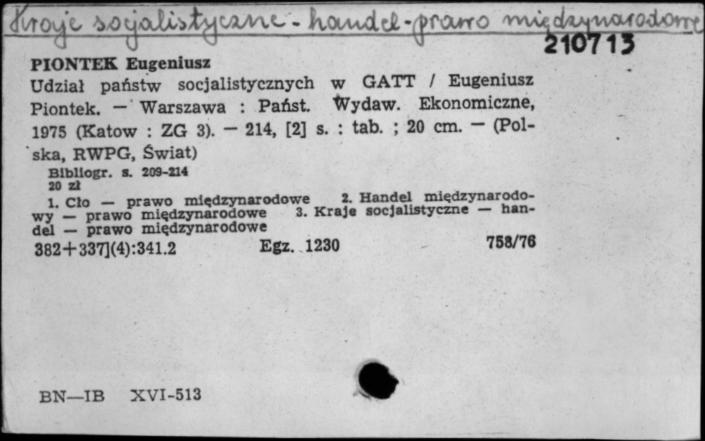 Kraje socjalistyczne - handel - prawo międzynarodowe
210713
PIONTEK Eugeniusz
Udział państw socjalistycznych w GATT / Eugeniusz
Piontek. — Warszawa : Państ. Wydaw. Ekonomiczne,
1975 (Katow : ZG 3). — 214, [2] s. : tab. ; 20 cm. — (Pol-
ska, RWPG, Świat)
Bibliogr. s. 209-214
20 zł
1. Cło — prawo międzynarodowe 2. Handel międzynarodo-
wy — prawo międzynarodowe 3. Kraje socjalistyczne — han-
del — prawo międzynarodowe
382+337](4):341.2 Egz. 1230 758/76
BN—IB XVI-513